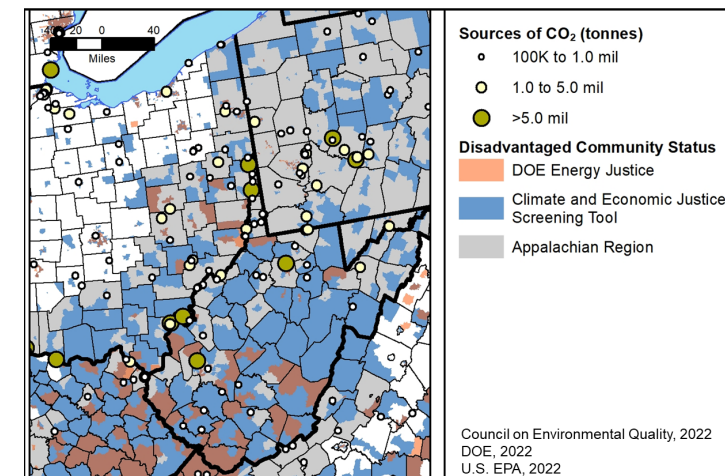 40 20 0 40
Miles
Sources of CO₂ (tonnes)
100K to 1.0 mil
1.0 to 5.0 mil
>5.0 mil
Disadvantaged Community Status
DOE Energy Justice
Climate and Economic Justice
Screening Tool
Appalachian Region
Council on Environmental Quality, 2022
DOE, 2022
U.S. EPA, 2022